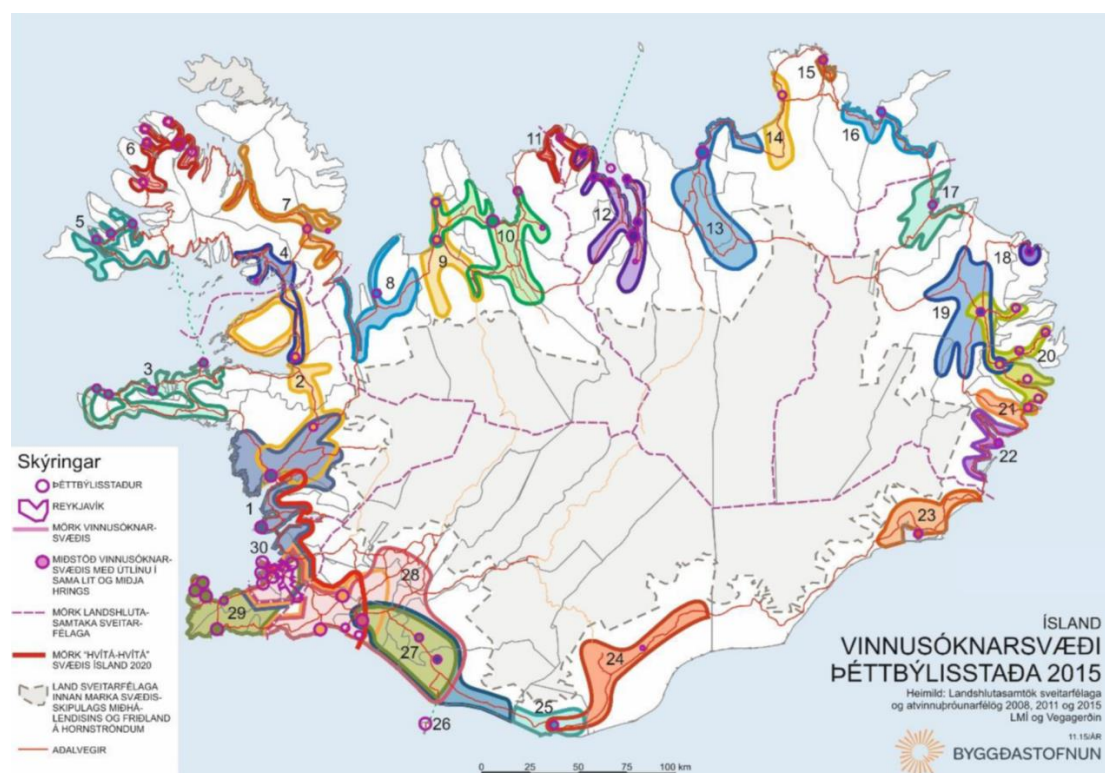 15
11
14
6
16
17
7
5
12
13
4
10
18
9
8
19
20
3
2
21
22
Skýringar
ÞÉTTBÝLISSTAÐUR
REYKJAVÍK
MÖRK VINNUSÓKNAR-
SVÆÐIS
MIÐSTÖÐ VINNUSÓKNAR-
SVÆÐIS MEÐ ÚTLÍNU Í
SAMA LIT OG MIÐJA
HRINGS
MÖRK LANDSHLUTA-
SAMTAKA SVEITAR-
FÉLAGA
MÖRK "HVÍTÁ-HVÍTÁ"
SVÆÐIS ÍSLAND 2020
LAND SVEITARFÉLAGA
INNAN MARKA SVÆÐIS-
SKIPULAGS MIÐHÁ-
LENDISINS OG FRIÐLAND
Á HORNSTRÖNDUM
AÐALVEGIR
1
23
30
28
29
27
24
25
26
ÍSLAND
VINNUSÓKNARSVÆÐI
ÞÉTTBÝLISSTAÐA 2015
Heimild: Landshlutasamtök sveitarfélaga
og atvinnuþróunarfélög 2008, 2011 og 2015
LMÍ og Vegagerðin
11.15/ÁR
BYGGÐASTOFNUN
0 25 50 75 100 km